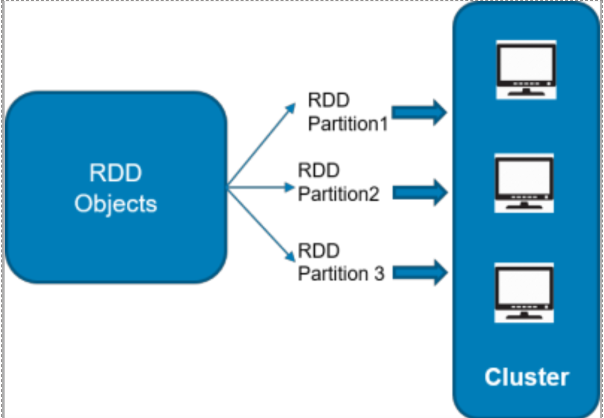 RDD
Objects
RDD
Partition1
RDD
Partition2
RDD
Partition 3
Cluster